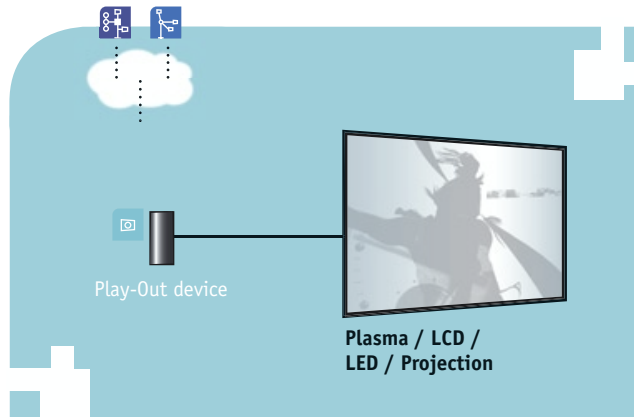 Play-Out device
Plasma / LCD /
LED / Projection